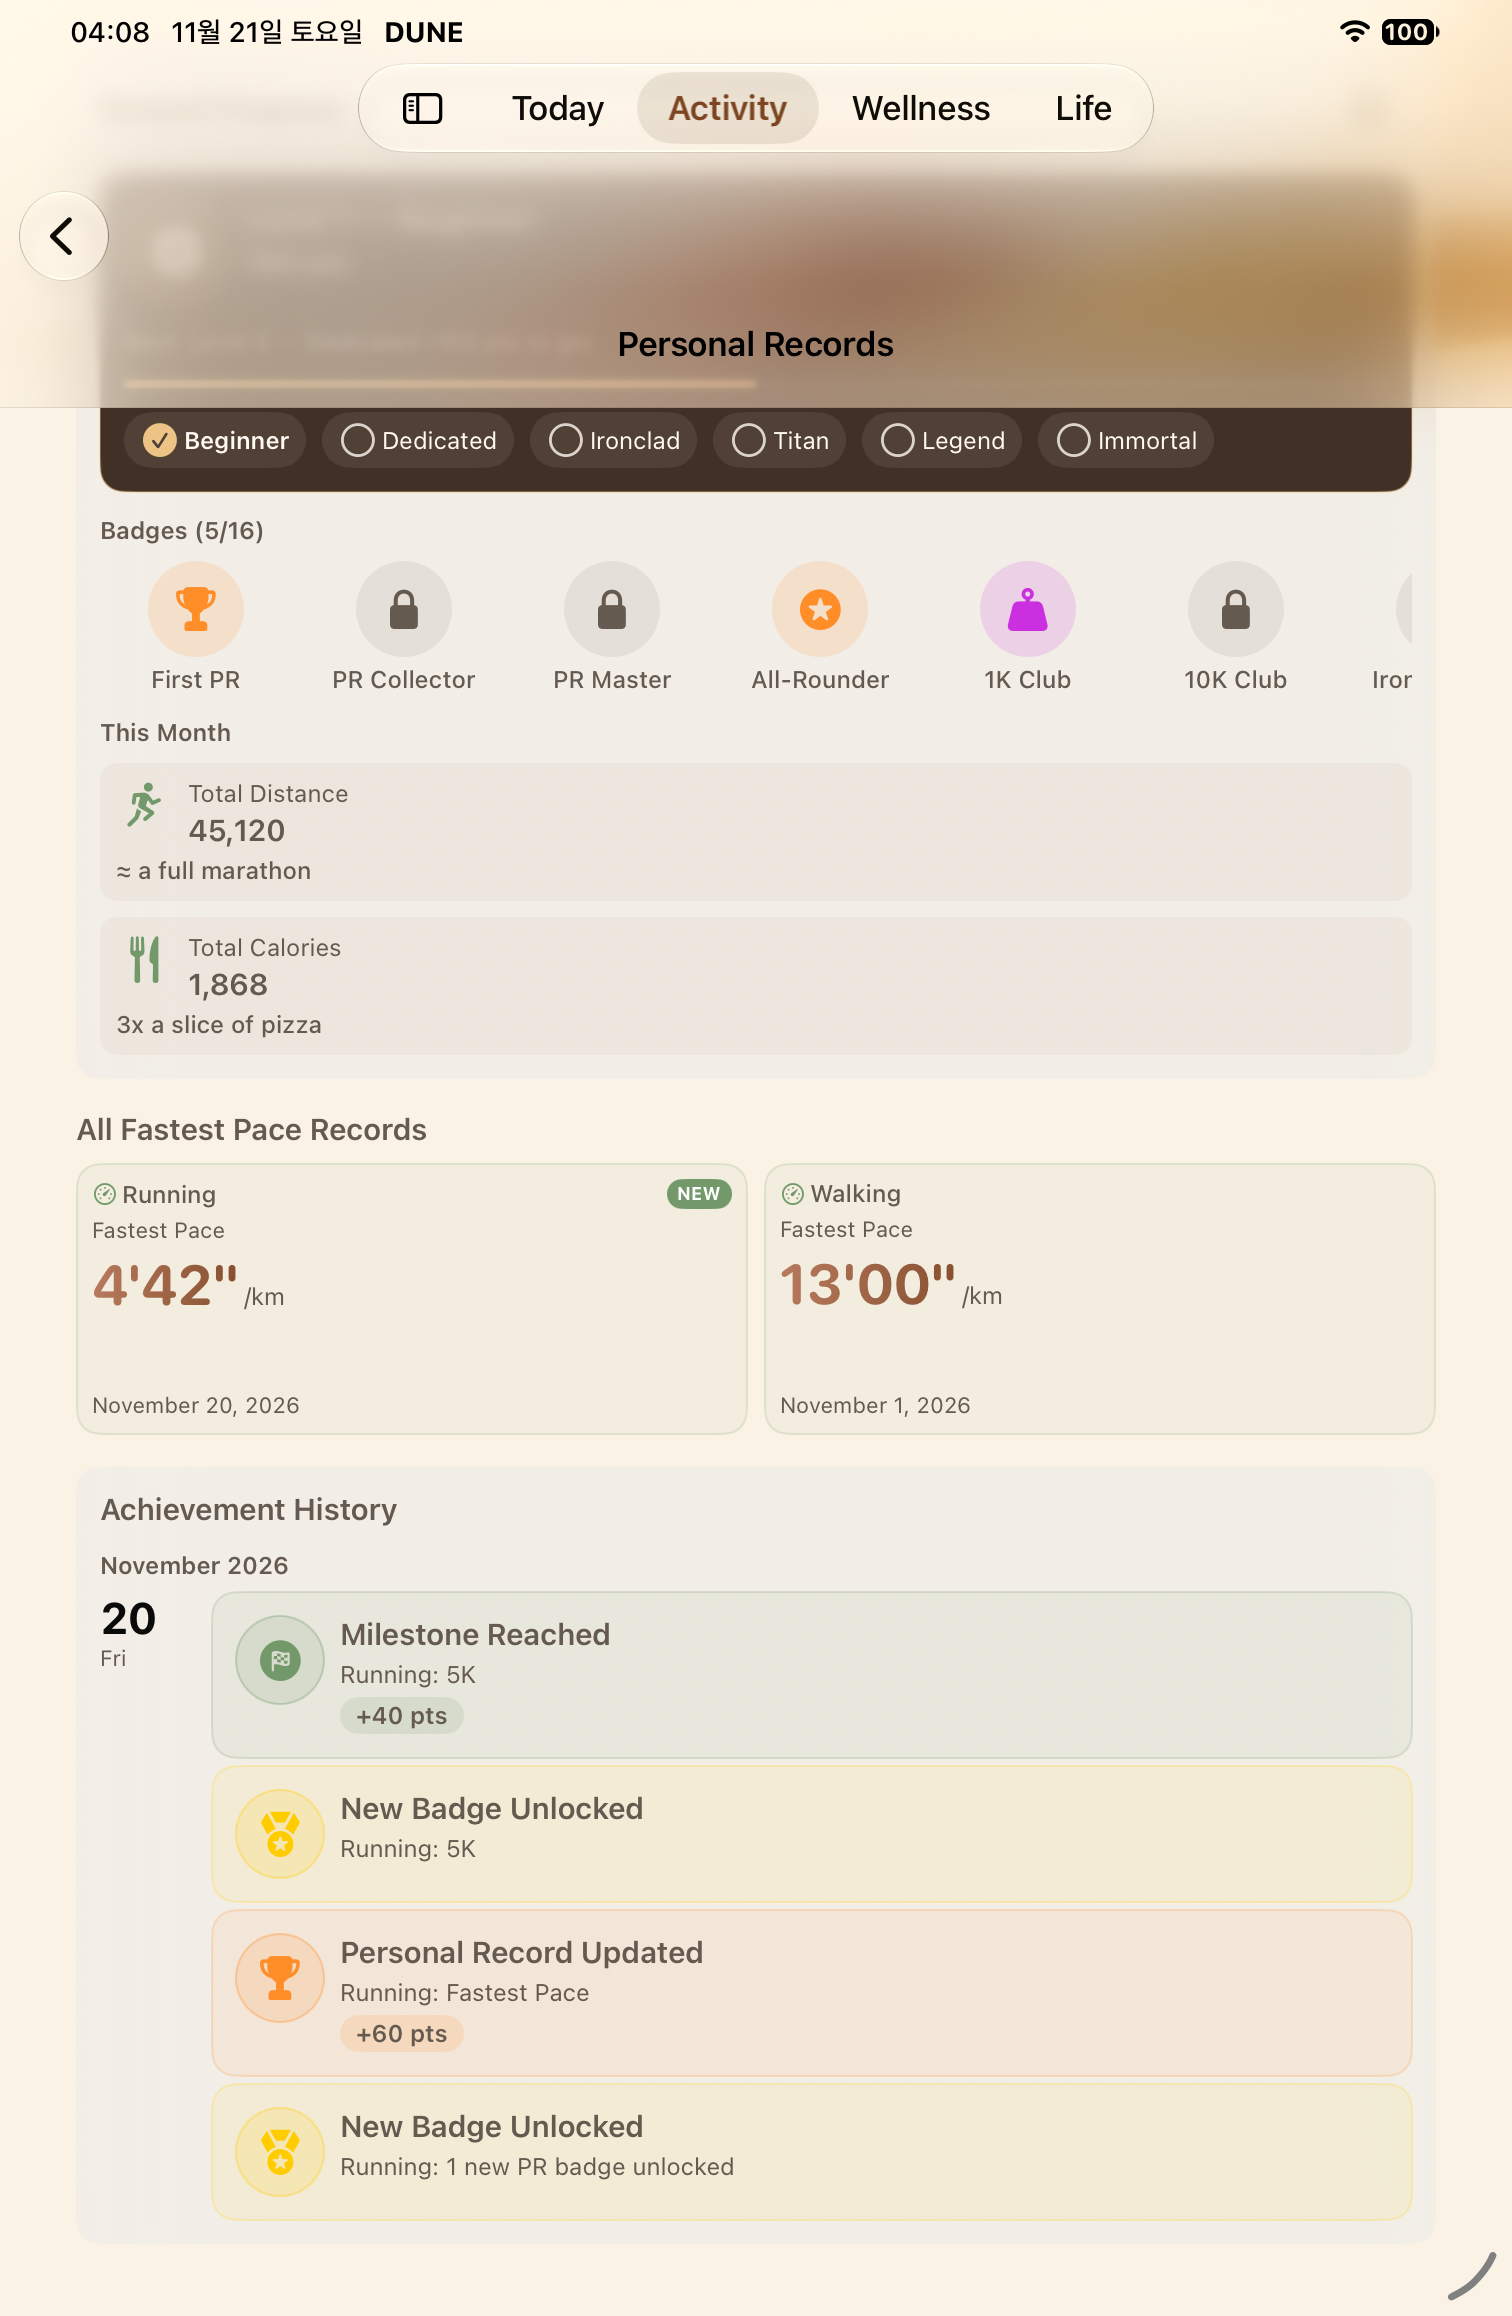 04:08 11월 21일 토요일 DUNE 100
Today Activity Wellness Life
Personal Records
Beginner Dedicated Ironclad Titan Legend Immortal
Badges (5/16)
First PR PR Collector PR Master All-Rounder 1K Club 10K Club
This Month
Total Distance
45,120
≈ a full marathon
Total Calories
1,868
3x a slice of pizza
All Fastest Pace Records
Running NEW
Fastest Pace
4'42" /km
November 20, 2026
Walking
Fastest Pace
13'00" /km
November 1, 2026
Achievement History
November 2026
20
Fri
Milestone Reached
Running: 5K
+40 pts
New Badge Unlocked
Running: 5K
Personal Record Updated
Running: Fastest Pace
+60 pts
New Badge Unlocked
Running: 1 new PR badge unlocked